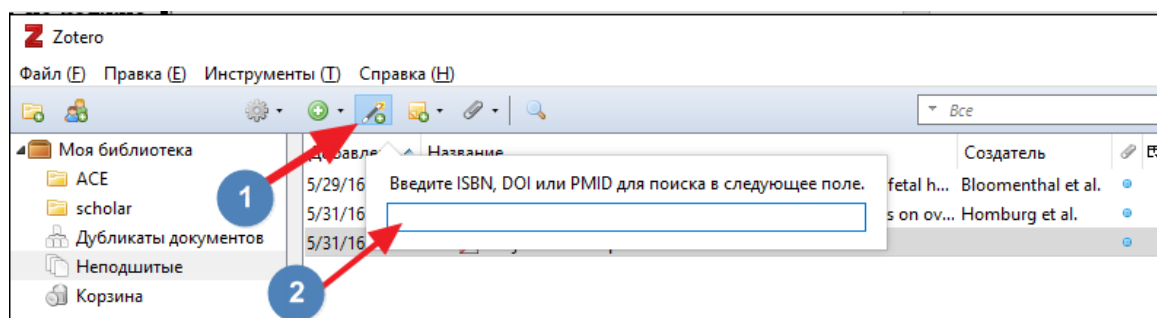 Zotero
Файл (F) Правка (E) Инструменты (T) Справка (H)
Все
Моя библиотека
Название Создатель
ACE
5/29/16
Введите ISBN, DOI или PMID для поиска в следующее поле.
fetal h... Bloomenthal et al.
1
scholar
5/31/16
s on ov... Homburg et al.
Дубликаты документов
5/31/16
Неподшитые
2
Корзина